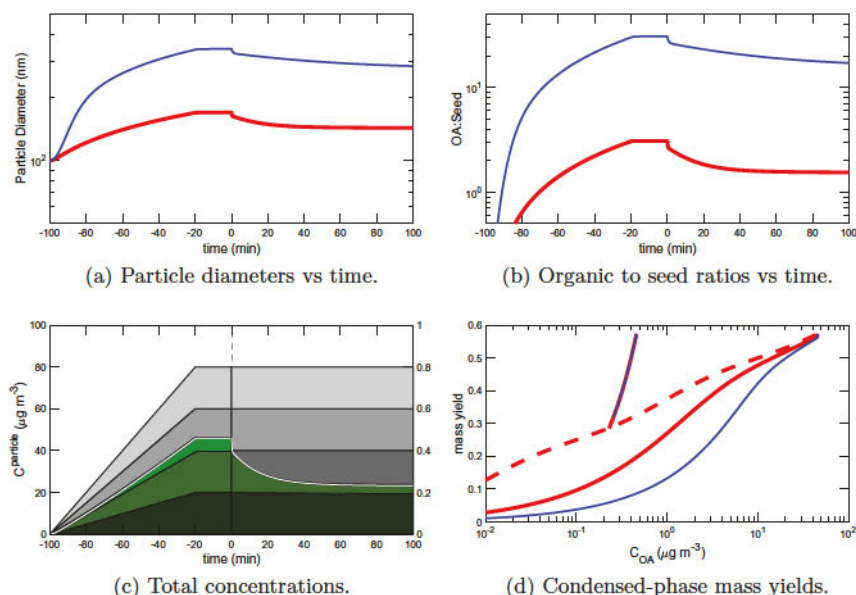 Particle Diameter (nm)
10²
-100 -80 -60 -40 -20 0 20 40 60 80 100
time (min)
(a) Particle diameters vs time.
OA:Seed
10¹
10⁰
-100 -80 -60 -40 -20 0 20 40 60 80 100
time (min)
(b) Organic to seed ratios vs time.
C^particle (μg m⁻³)
100 1
80 0.8
60 0.6
40 0.4
20 0.2
0 0
-100 -80 -60 -40 -20 0 20 40 60 80 100
time (min)
(c) Total concentrations.
mass yield
0.6
0.5
0.4
0.3
0.2
0.1
0
10⁻² 10⁻¹ 10⁰ 10¹ 10²
C_OA (μg m⁻³)
(d) Condensed-phase mass yields.